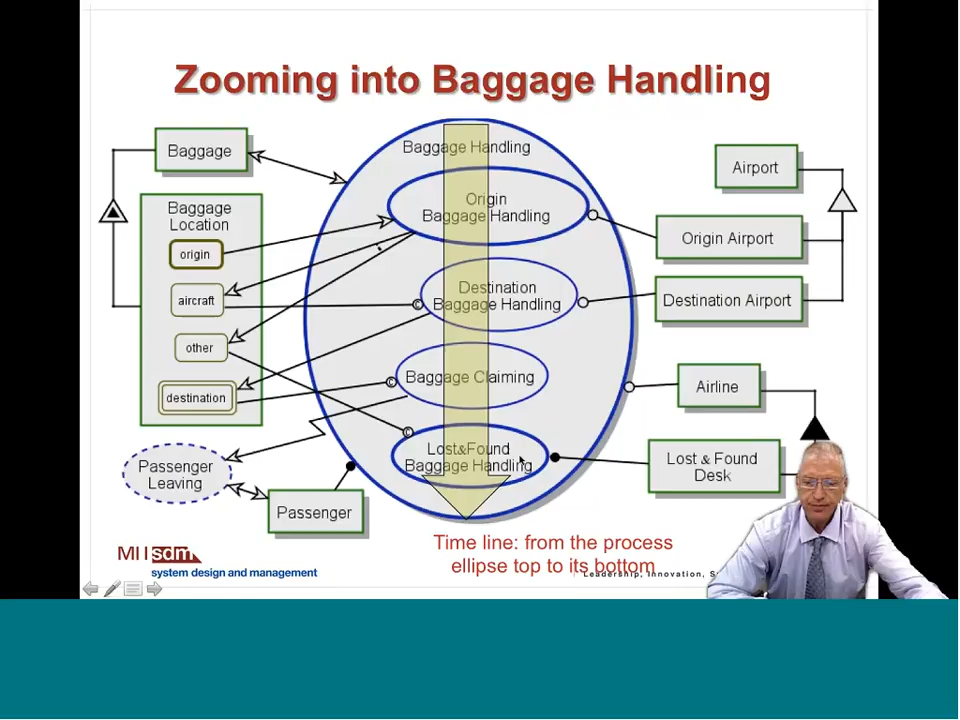 Zooming into Baggage Handling
Baggage
Baggage
Location
origin
aircraft
other
destination
Passenger
Leaving
Passenger
Baggage Handling
Origin
Baggage Handling
Destination
Baggage Handling
Baggage Claiming
Lost&Found
Baggage Handling
c
c
c
Airport
Origin Airport
Destination Airport
Airline
Lost & Found
Desk
Time line: from the process
ellipse top to its bottom
MIT sdm
system design and management
Leadership, Innovation, S